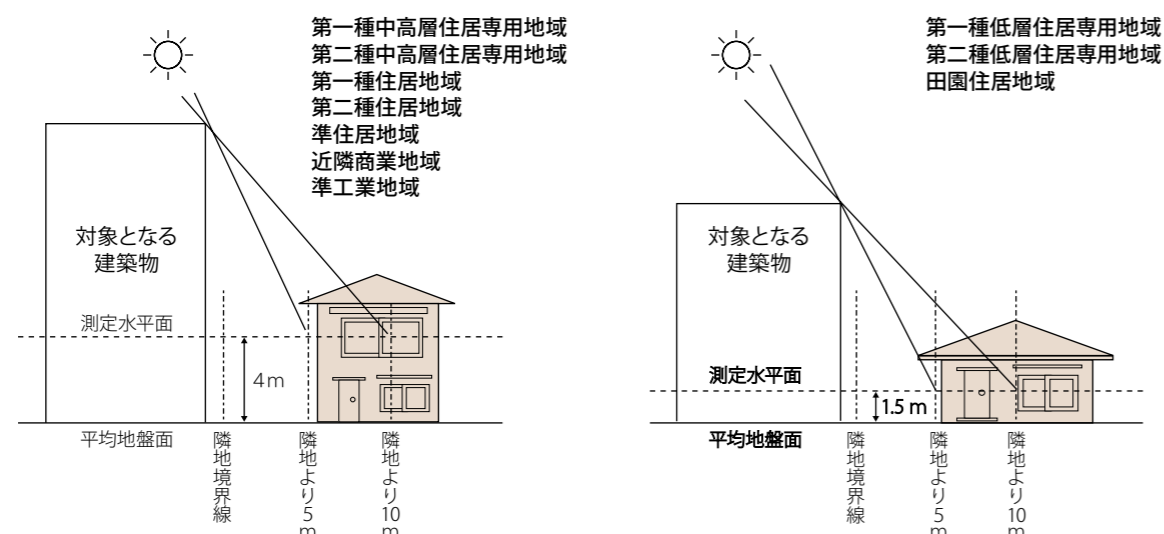 第一種中高層住居専用地域
第二種中高層住居専用地域
第一種住居地域
第二種住居地域
準住居地域
近隣商業地域
準工業地域
対象となる
建築物
測定水平面
4m
平均地盤面
隣地境界線
隣地より5m
隣地より10m
第一種低層住居専用地域
第二種低層住居専用地域
田園住居地域
対象となる
建築物
測定水平面
1.5 m
平均地盤面
隣地境界線
隣地より5m
隣地より10m